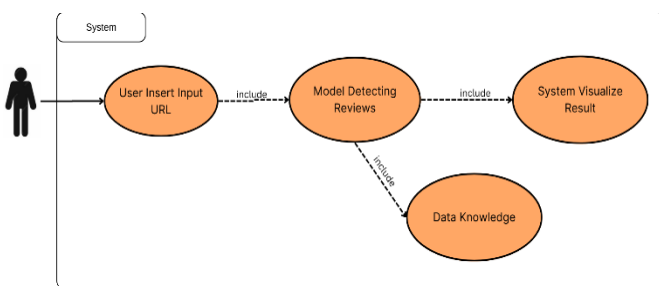 System
User Insert Input
URL
include
Model Detecting
Reviews
include
System Visualize
Result
include
Data Knowledge